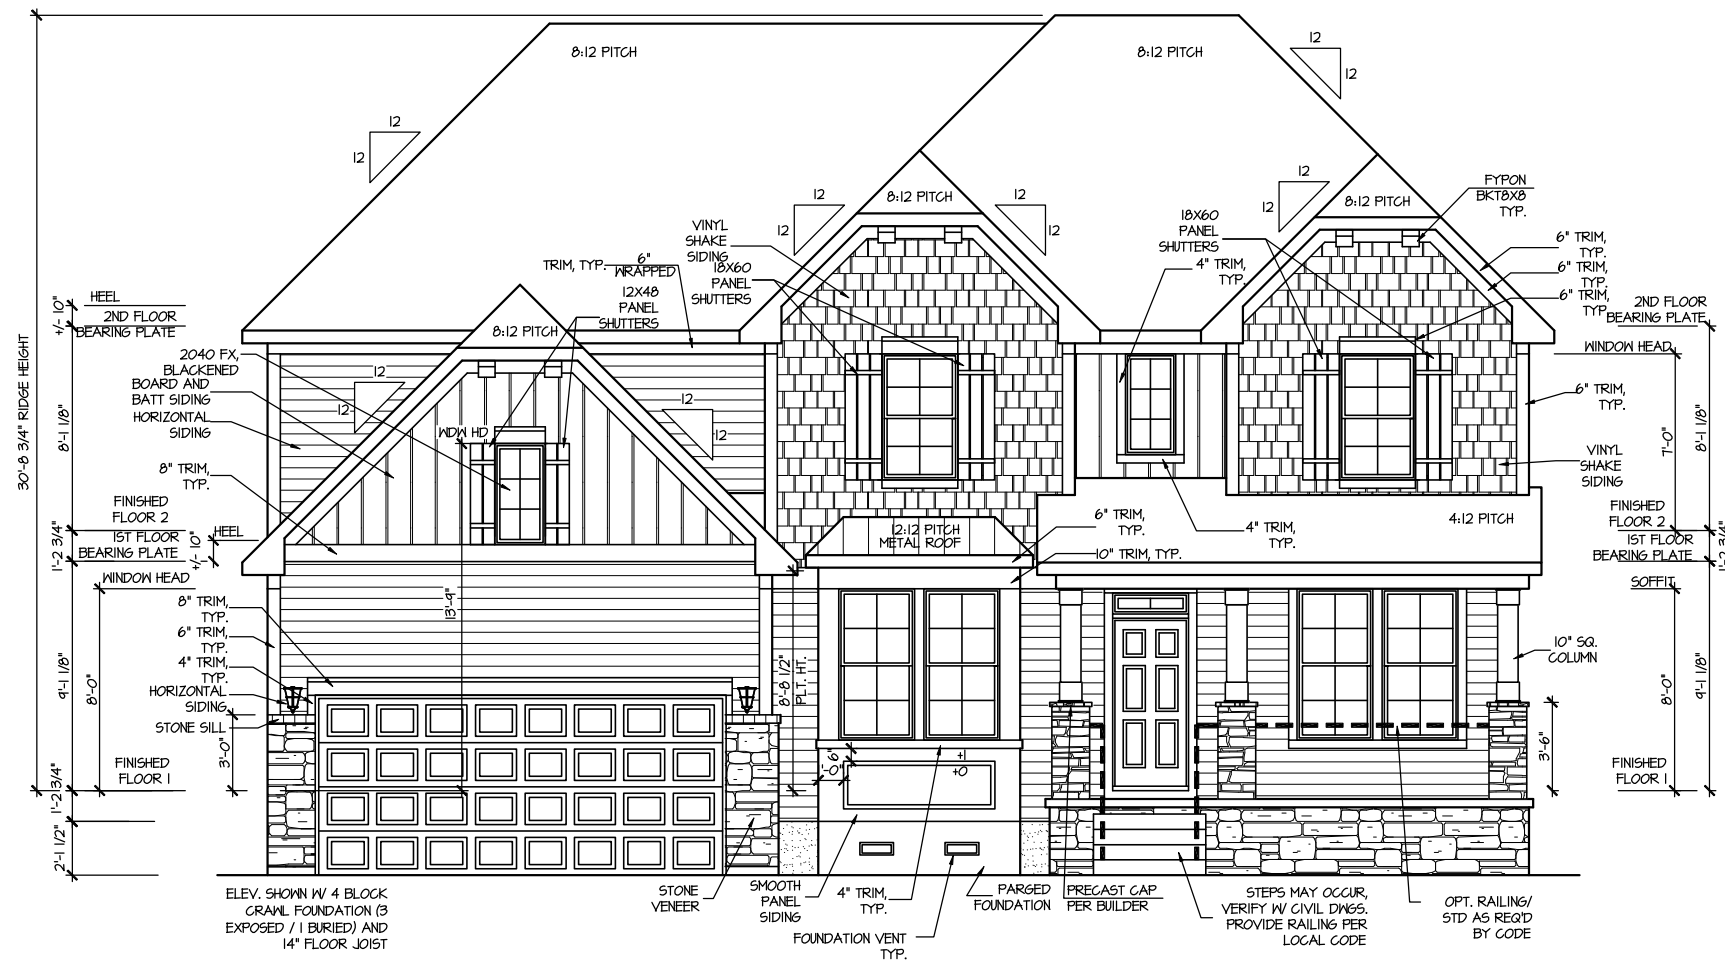 8:12 PITCH
8:12 PITCH
12
12
12
12
30'-8 3/4" RIDGE HEIGHT
HEEL
+/- 10"
2ND FLOOR
BEARING PLATE
8'-1 1/8"
FINISHED
FLOOR 2
1'-2 3/4"
1ST FLOOR
BEARING PLATE
HEEL
+/- 10"
WINDOW HEAD
9'-1 1/8"
8'-0"
FINISHED
FLOOR 1
1'-2 3/4"
2'-1 1/2"
3'-0"
2040 FX,
BLACKENED
BOARD AND
BATT SIDING
HORIZONTAL
SIDING
8" TRIM,
TYP.
8" TRIM,
TYP.
6" TRIM,
TYP.
4" TRIM,
TYP.
HORIZONTAL
SIDING
STONE SILL
12
12
12
12
8:12 PITCH
WDW HD
13'-9"
TRIM, TYP.
6"
WRAPPED
12X48
PANEL
SHUTTERS
VINYL
SHAKE
SIDING
18X60
PANEL
SHUTTERS
12
12
8:12 PITCH
12
12
18X60
PANEL
SHUTTERS
4" TRIM,
TYP.
12
12
8:12 PITCH
FYPON
BKT8X8
TYP.
6" TRIM,
TYP.
6" TRIM,
TYP.
6" TRIM,
TYP.
2ND FLOOR
BEARING PLATE
WINDOW HEAD
6" TRIM,
TYP.
7'-0"
8'-1 1/8"
VINYL
SHAKE
SIDING
FINISHED
FLOOR 2
1ST FLOOR
BEARING PLATE
1'-2 3/4"
4:12 PITCH
12:12 PITCH
METAL ROOF
6" TRIM,
TYP.
10" TRIM, TYP.
4" TRIM,
TYP.
SOFFIT
10" SQ.
COLUMN
8'-0"
9'-1 1/8"
3'-6"
FINISHED
FLOOR 1
8'-8 1/2"
PLT. HT.
6"
1'-0"
+1
+0
ELEV. SHOWN W/ 4 BLOCK
CRAWL FOUNDATION (3
EXPOSED / 1 BURIED) AND
14" FLOOR JOIST
STONE
VENEER
SMOOTH
PANEL
SIDING
4" TRIM,
TYP.
FOUNDATION VENT
TYP.
PARGED
FOUNDATION
PRECAST CAP
PER BUILDER
STEPS MAY OCCUR,
VERIFY W/ CIVIL DWGS.
PROVIDE RAILING PER
LOCAL CODE
OPT. RAILING/
STD AS REQ'D
BY CODE